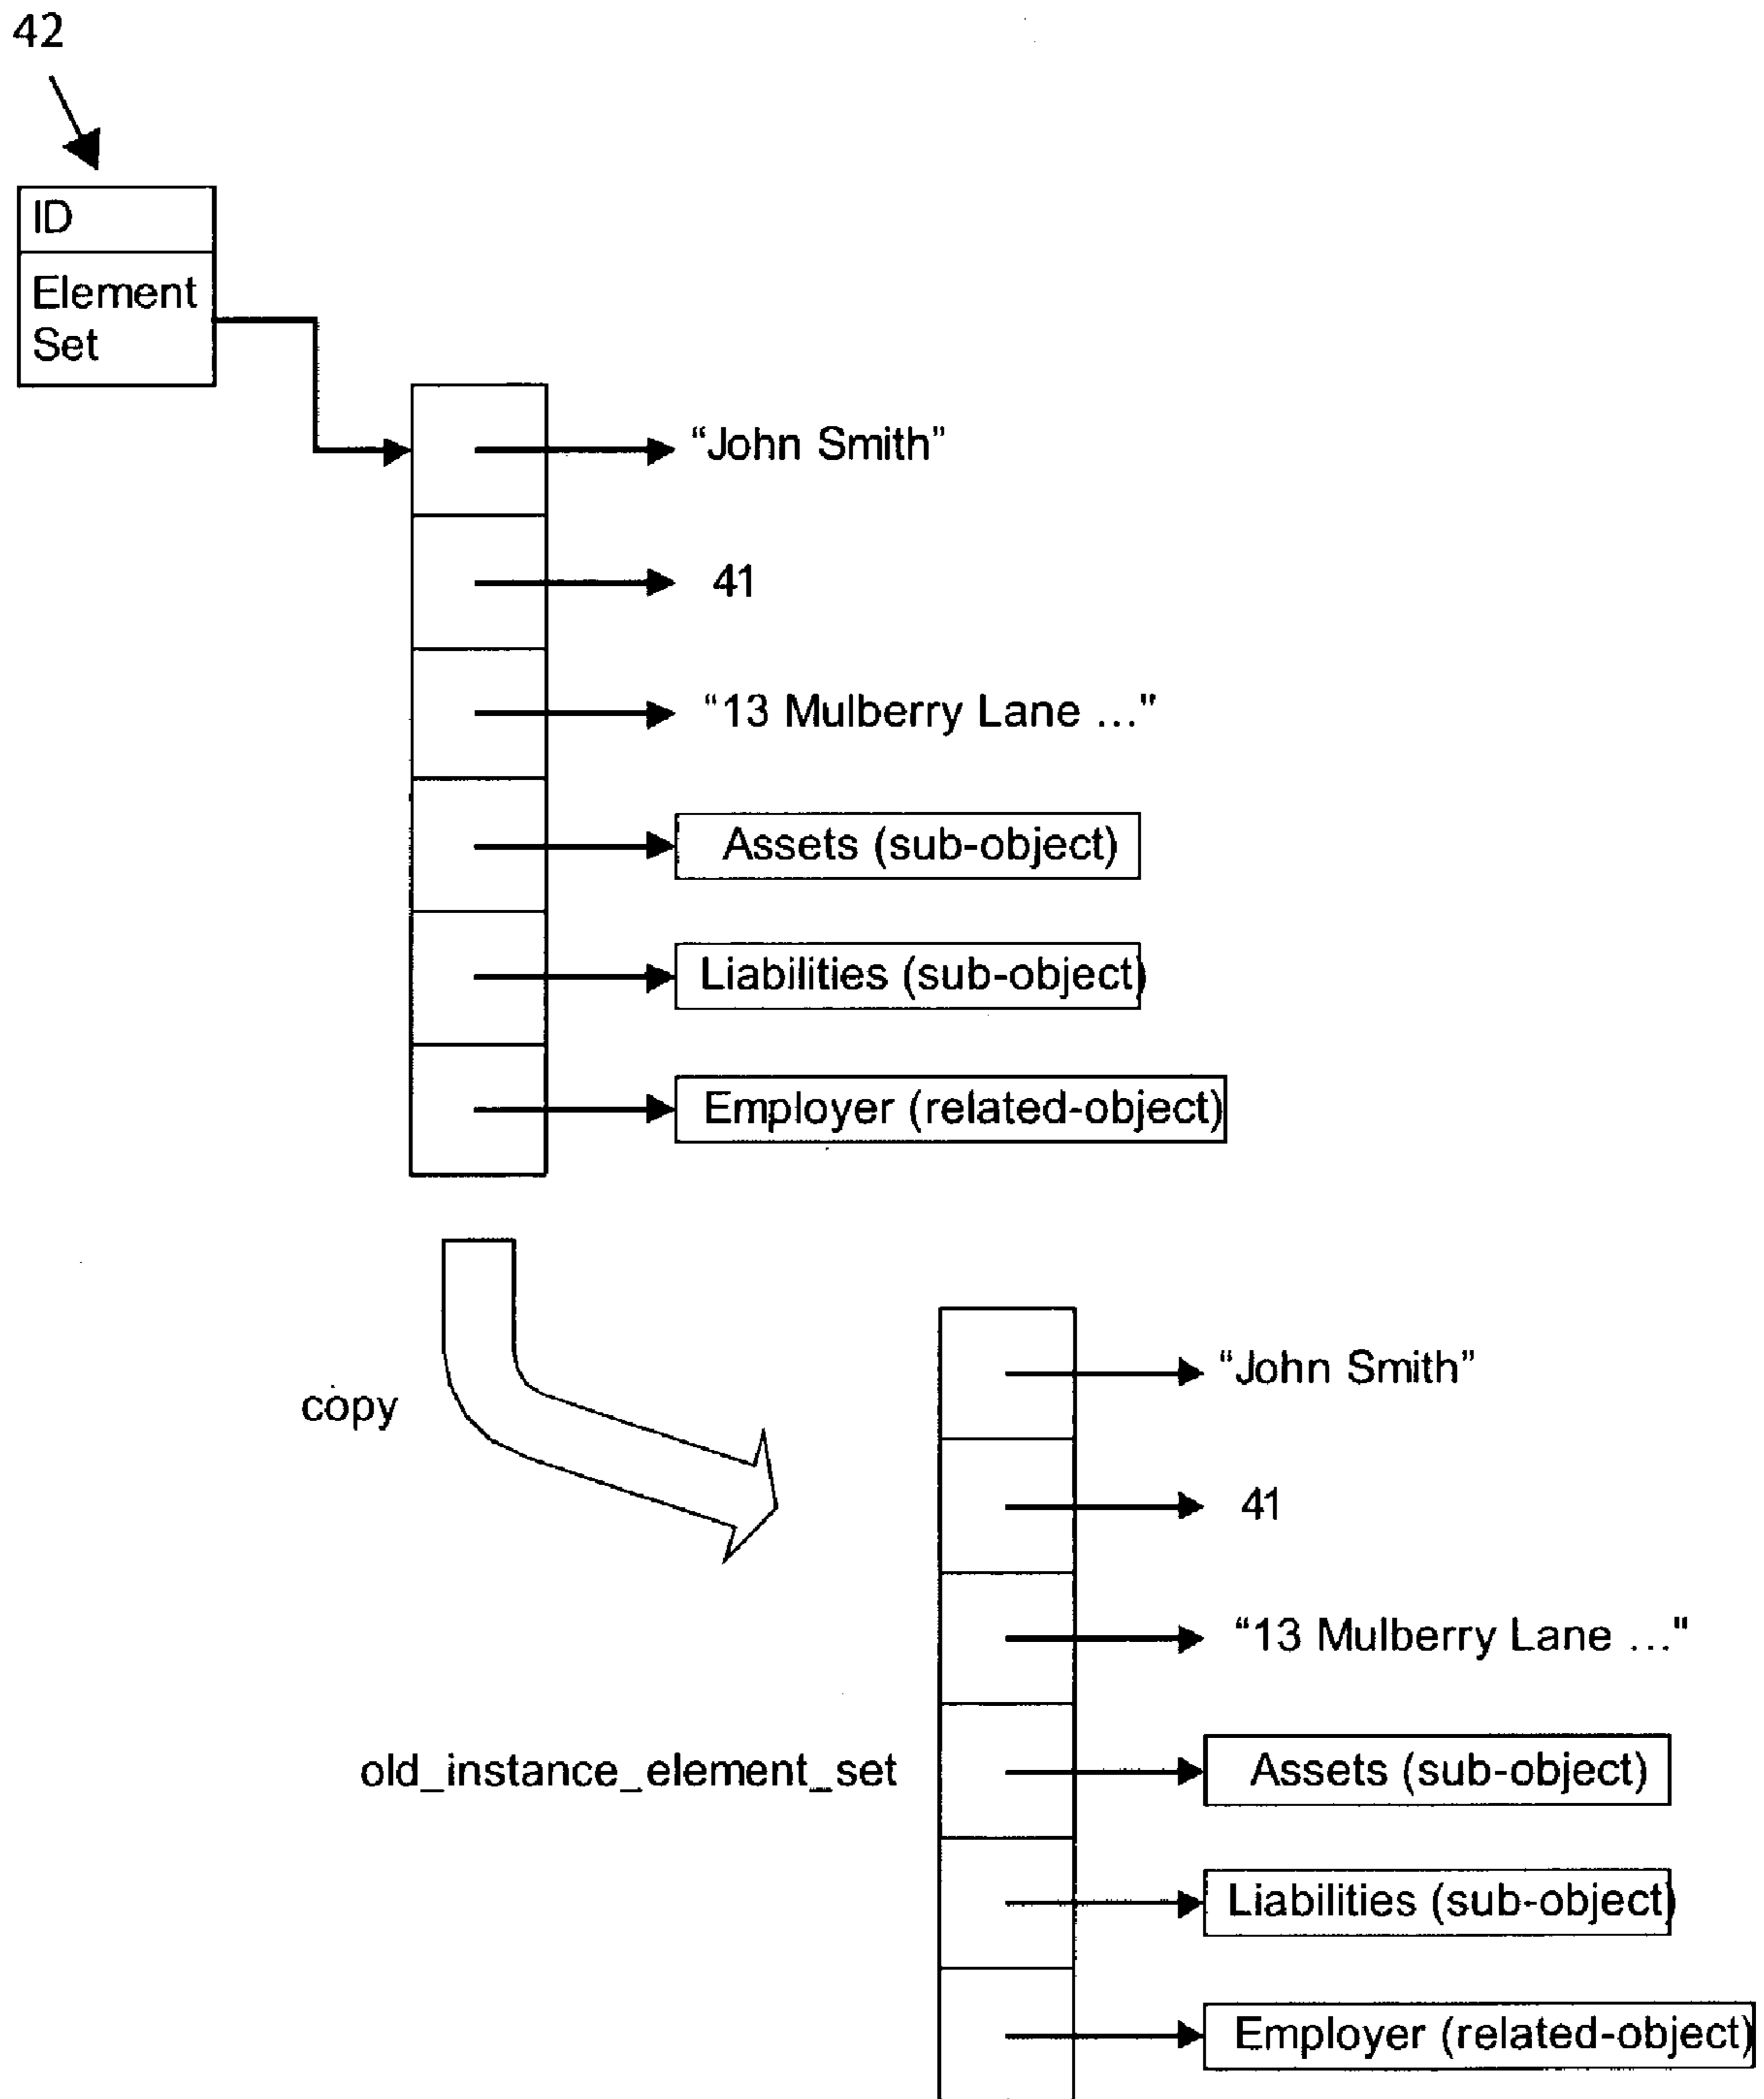 42
ID
Element
Set
“John Smith”
41
“13 Mulberry Lane ..."
Assets (sub-object)
Liabilities (sub-object)
Employer (related-object)
copy
“John Smith”
41
“13 Mulberry Lane ..."
old_instance_element_set
Assets (sub-object)
Liabilities (sub-object)
Employer (related-object)